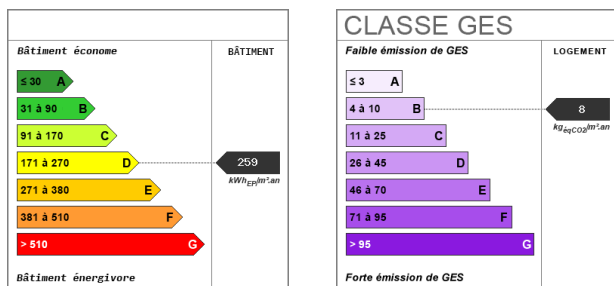 Bâtiment économe
BÂTIMENT
≤ 30 A
31 à 90 B
91 à 170 C
171 à 270 D
259
kWhEP/m².an
271 à 380 E
381 à 510 F
> 510 G
Bâtiment énergivore
CLASSE GES
Faible émission de GES
LOGEMENT
≤ 3 A
4 à 10 B
8
kgéqCO2/m².an
11 à 25 C
26 à 45 D
46 à 70 E
71 à 95 F
> 95 G
Forte émission de GES